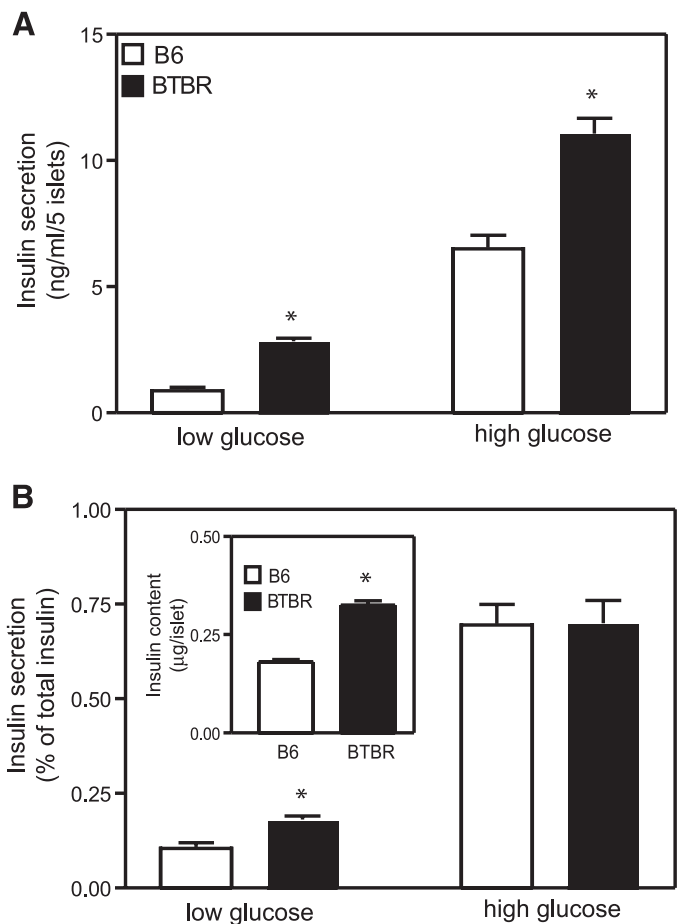 A
15
10
5
0
Insulin secretion
(ng/ml/5 islets)
B6
BTBR
*
*
low glucose
high glucose
B
1.00
0.75
0.50
0.25
0.00
Insulin secretion
(% of total insulin)
0.50
0.25
0.00
Insulin content
(μg/islet)
B6
BTBR
*
B6
BTBR
*
low glucose
high glucose